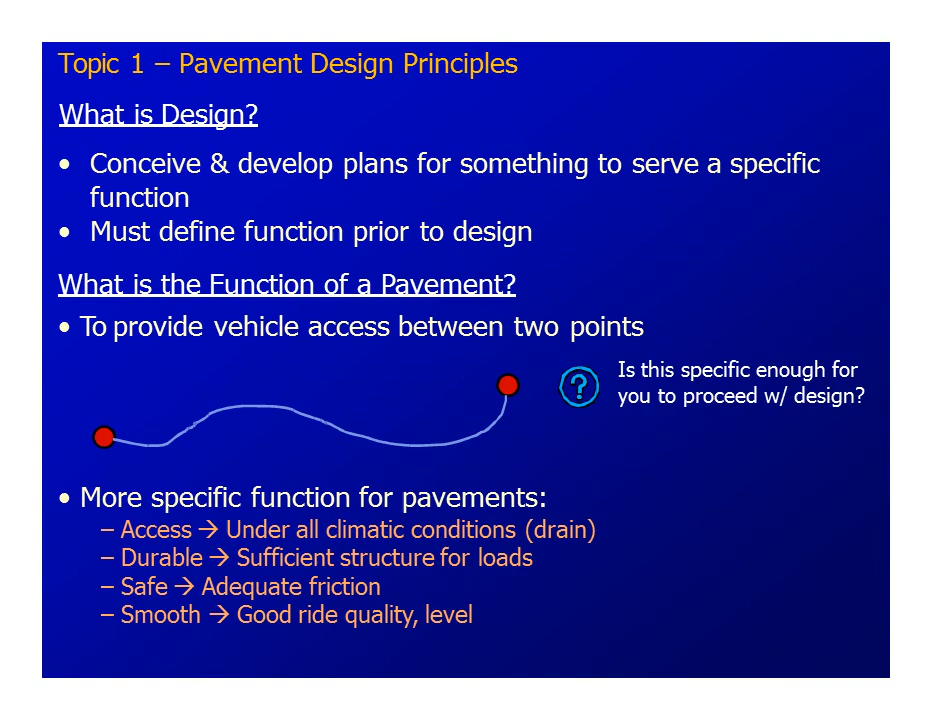 Topic 1 – Pavement Design Principles
What is Design?
• Conceive & develop plans for something to serve a specific
function
• Must define function prior to design
What is the Function of a Pavement?
• To provide vehicle access between two points
?
Is this specific enough for
you to proceed w/ design?
• More specific function for pavements:
– Access → Under all climatic conditions (drain)
– Durable → Sufficient structure for loads
– Safe → Adequate friction
– Smooth → Good ride quality, level